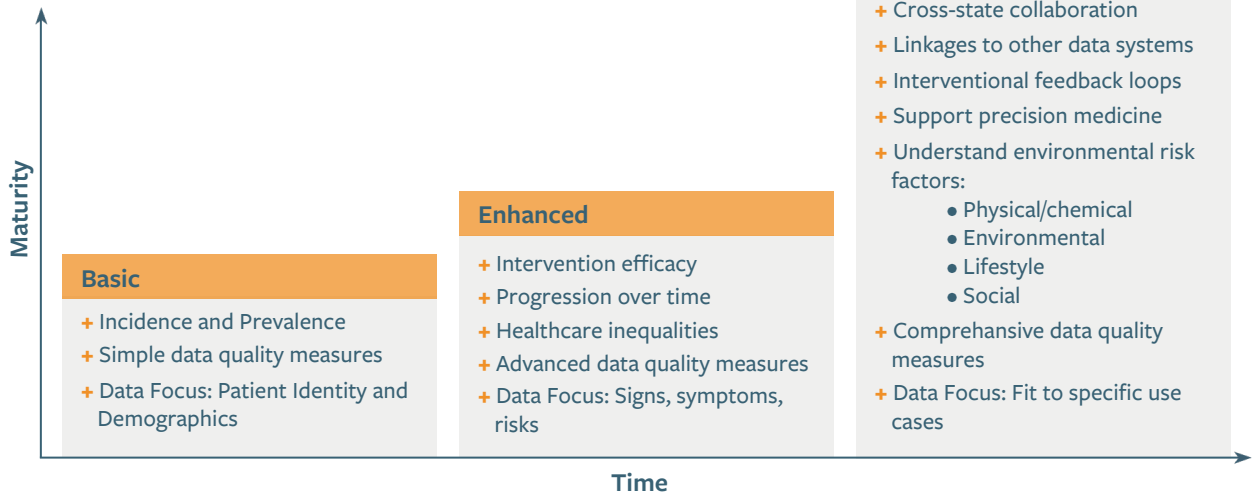 Maturity
Basic
+ Incidence and Prevalence
+ Simple data quality measures
+ Data Focus: Patient Identity and
Demographics
Enhanced
+ Intervention efficacy
+ Progression over time
+ Healthcare inequalities
+ Advanced data quality measures
+ Data Focus: Signs, symptoms,
risks
+ Cross-state collaboration
+ Linkages to other data systems
+ Interventional feedback loops
+ Support precision medicine
+ Understand environmental risk
factors:
• Physical/chemical
• Environmental
• Lifestyle
• Social
+ Comprehansive data quality
measures
+ Data Focus: Fit to specific use
cases
Time